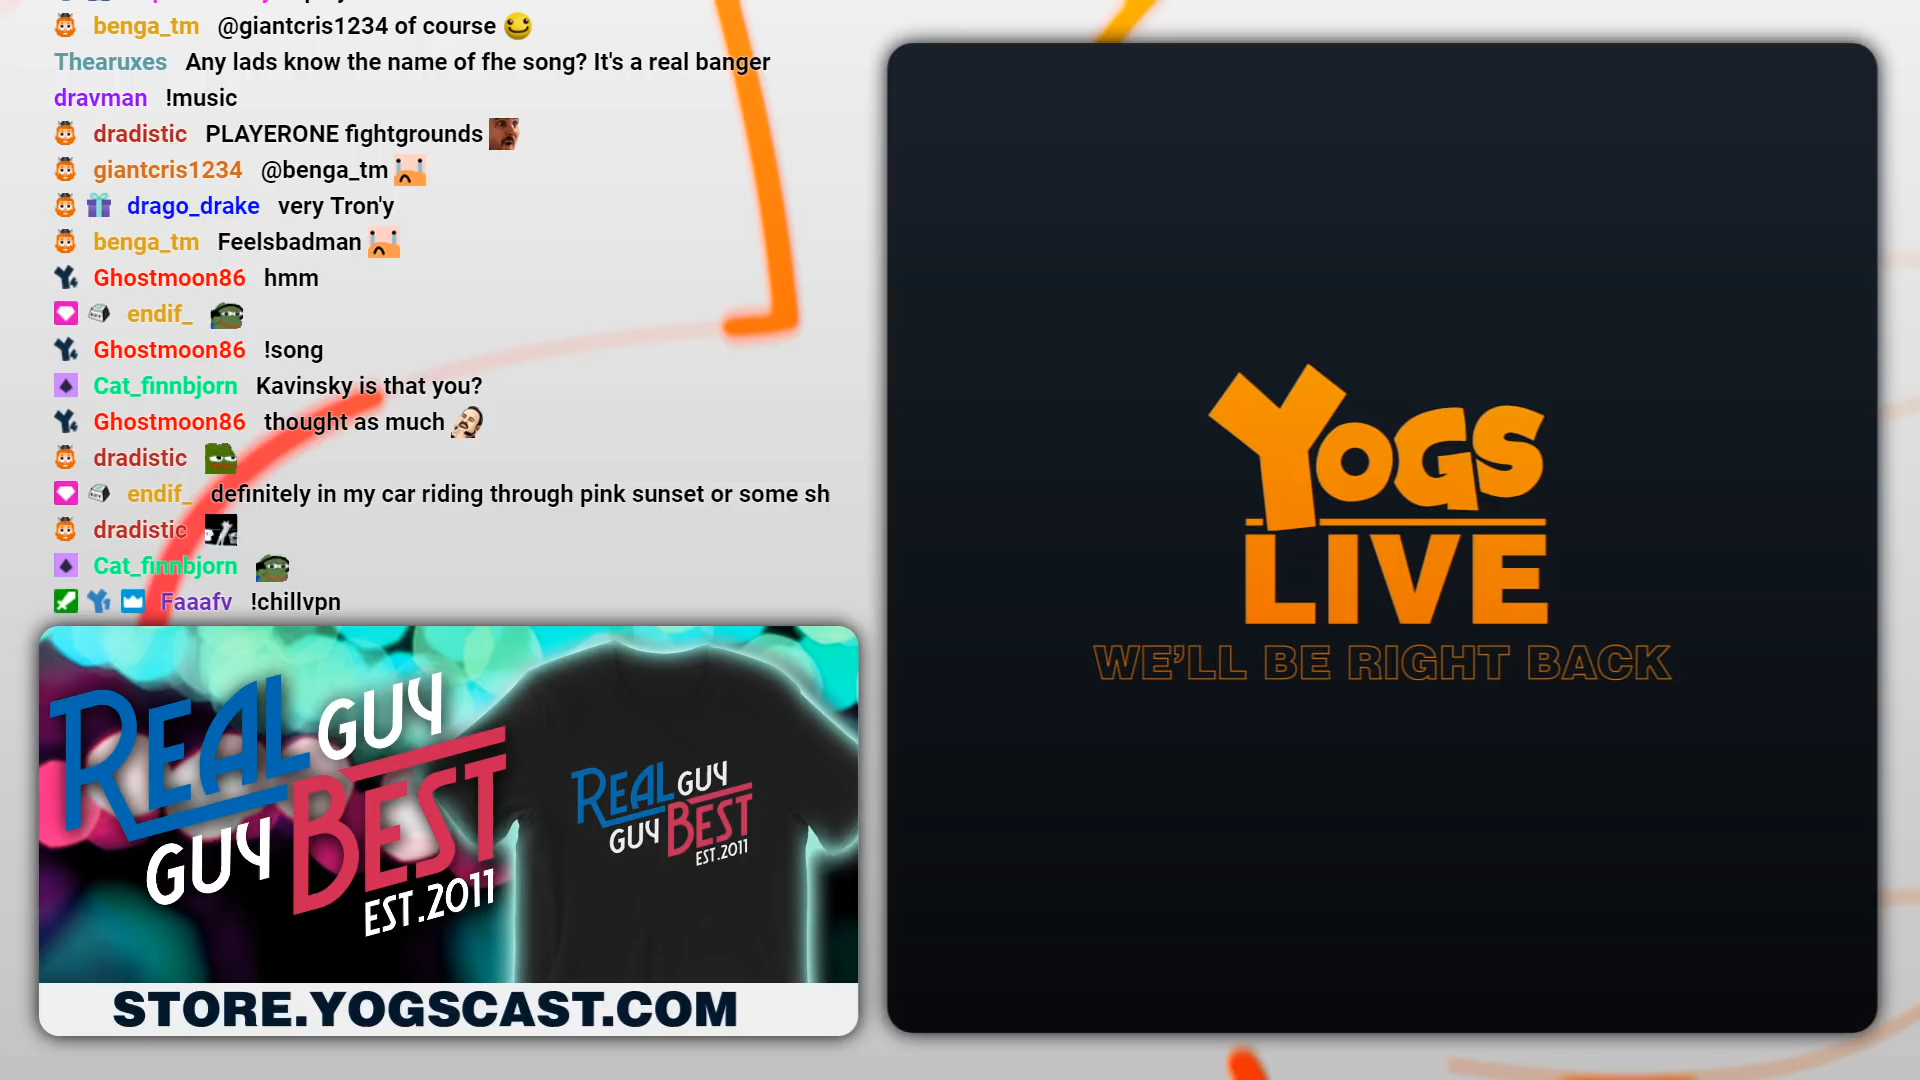 benga_tm @giantcris1234 of course
Thearuxes Any lads know the name of fhe song? It's a real banger
dravman !music
dradistic PLAYERONE fightgrounds
giantcris1234 @benga_tm
drago_drake very Tron'y
benga_tm Feelsbadman
Ghostmoon86 hmm
endif_
Ghostmoon86 !song
Cat_finnbjorn Kavinsky is that you?
Ghostmoon86 thought as much
dradistic
endif_ definitely in my car riding through pink sunset or some sh
dradistic
Cat_finnbjorn
Faaafv !chillvpn
REAL GUY
GUY BEST
EST.2011
REAL GUY
GUY BEST
EST.2011
STORE.YOGSCAST.COM
YOGS
LIVE
WE'LL BE RIGHT BACK